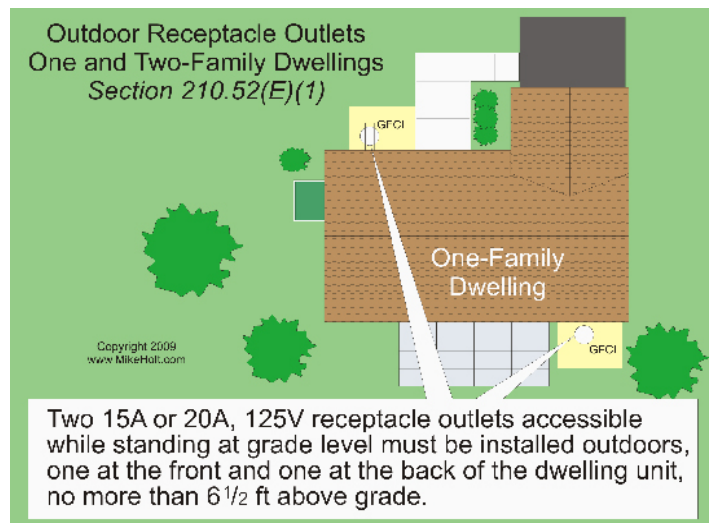 Outdoor Receptacle Outlets
One and Two-Family Dwellings
Section 210.52(E)(1)
GFCI
One-Family
Dwelling
GFCI
Copyright 2009
www.MikeHolt.com
Two 15A or 20A, 125V receptacle outlets accessible
while standing at grade level must be installed outdoors,
one at the front and one at the back of the dwelling unit,
no more than 6 1/2 ft above grade.